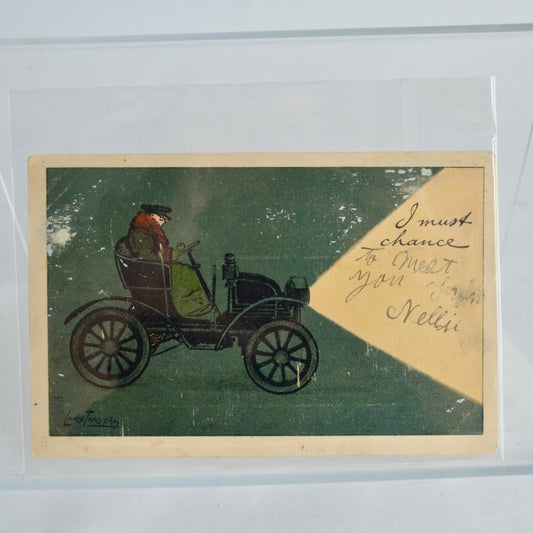 I must
chance
To Meet
You
Nellie